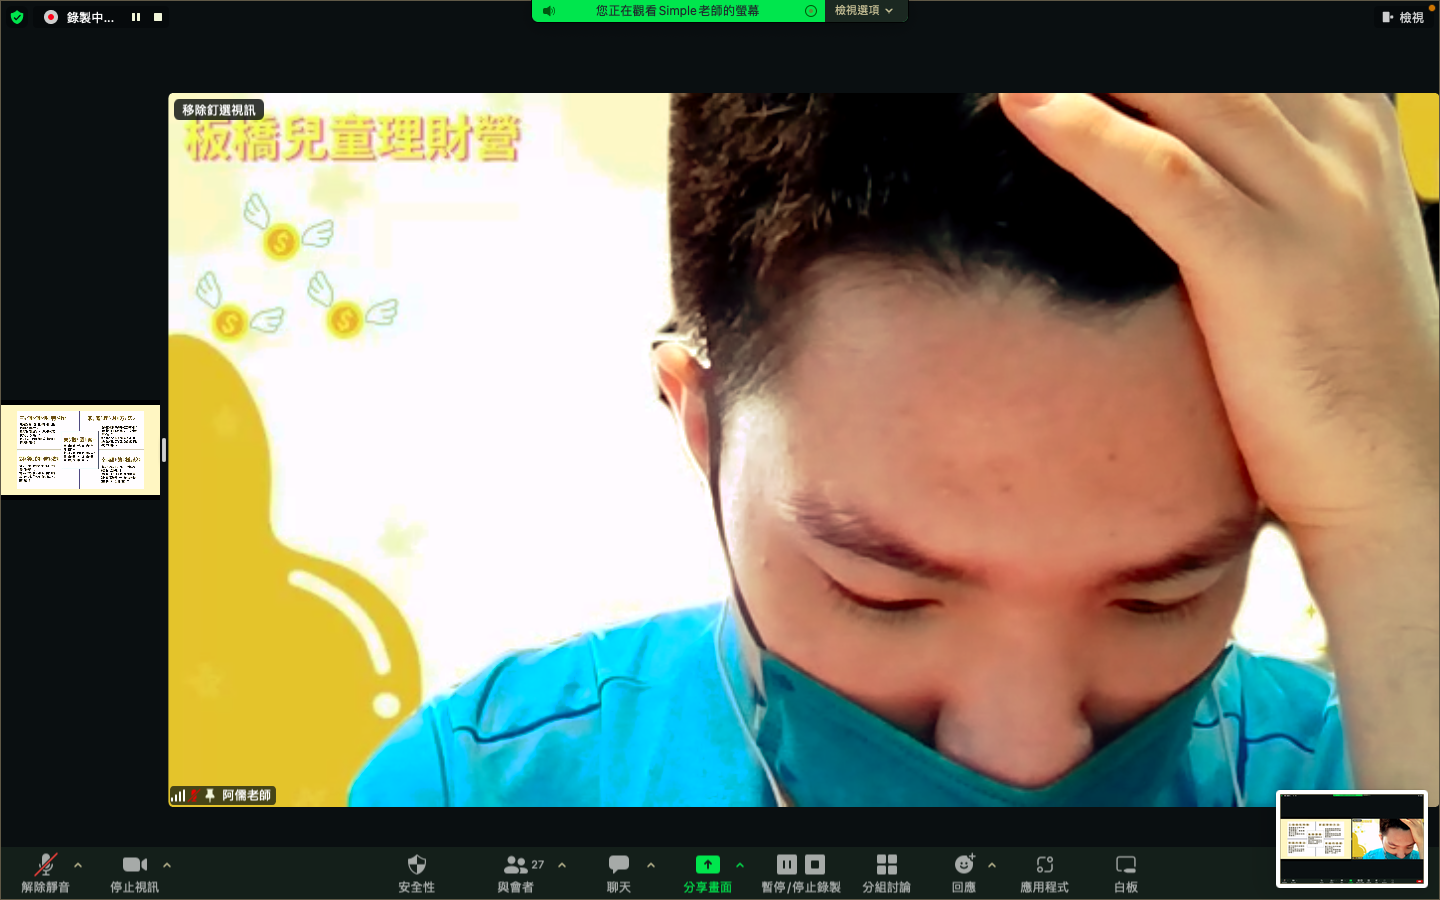 錄製中...
您正在觀看Simple老師的螢幕
檢視選項
檢視
移除釘選視訊
板橋兒童理財營
阿儒老師
解除靜音
停止視訊
安全性
27
與會者
聊天
分享畫面
暫停/停止錄製
分組討論
回應
應用程式
白板